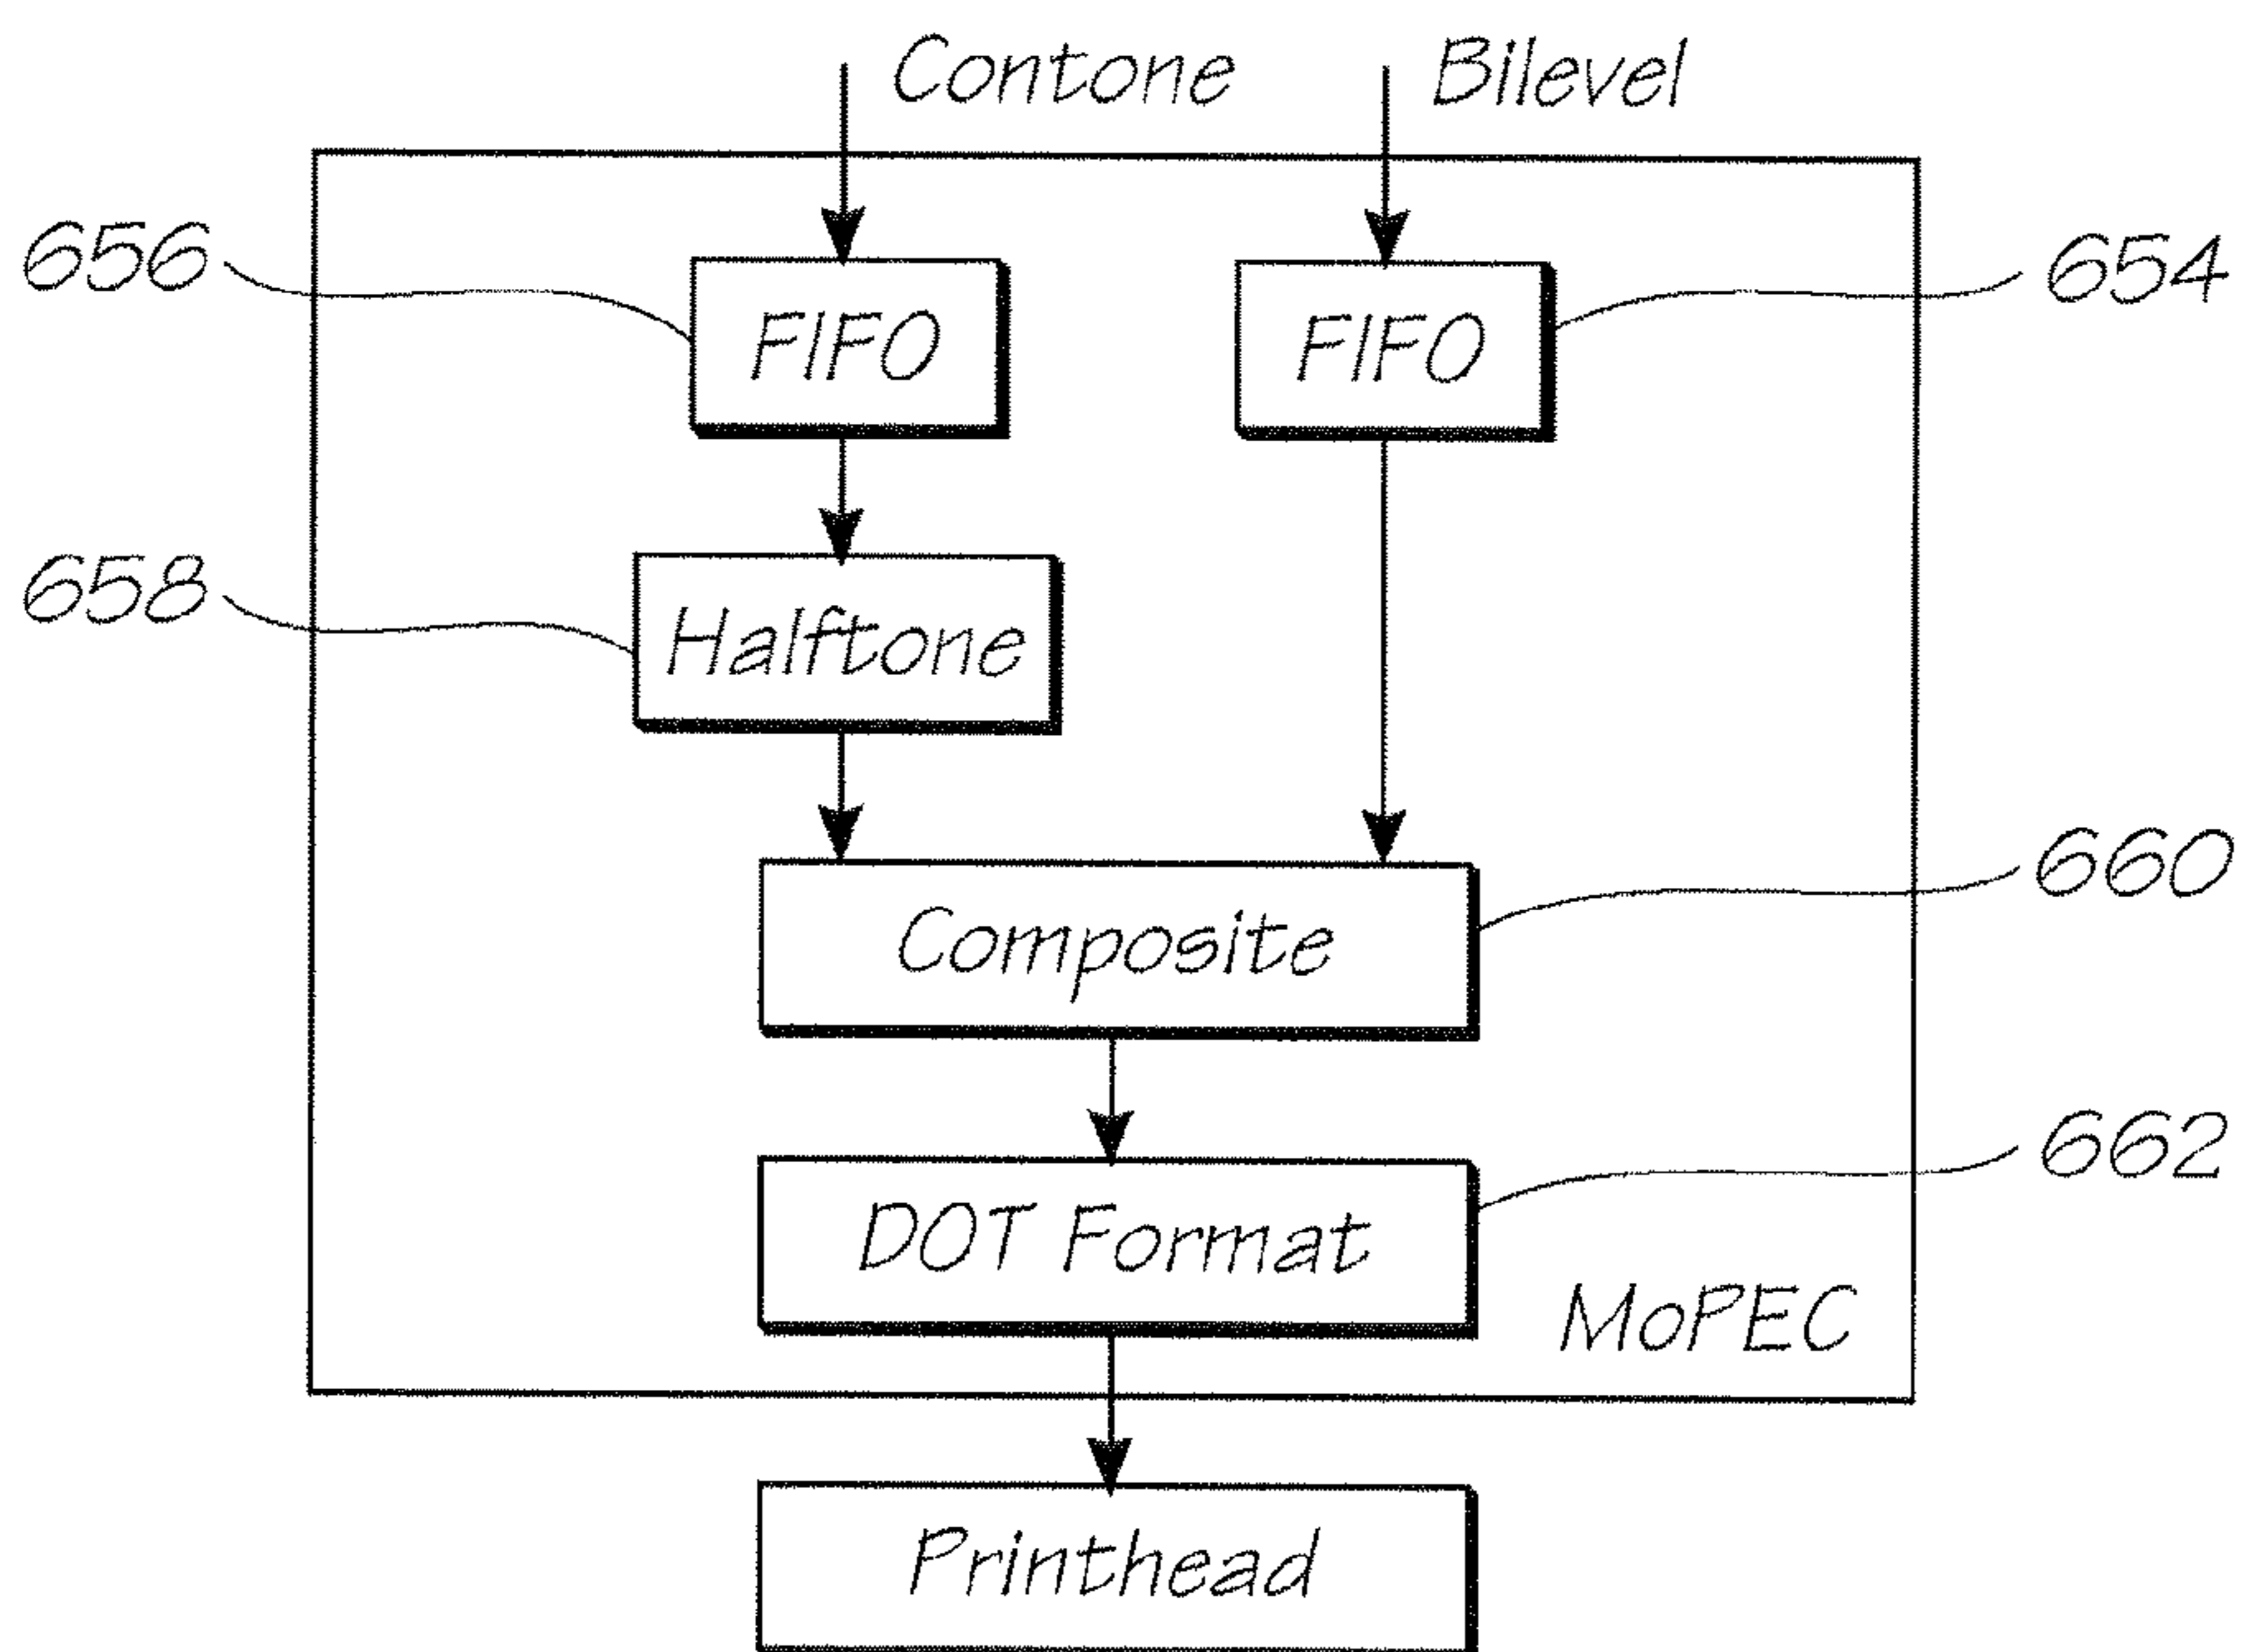 Contone
Bilevel
656
FIFO
FIFO
654
658
Halftone
660
Composite
662
DOT Format
MoPEC
Printhead